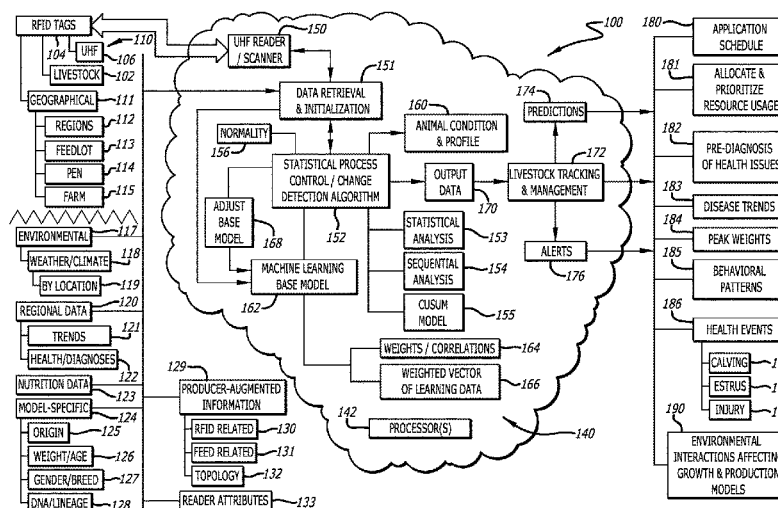 RFID TAGS
104
110
UHF
106
LIVESTOCK
102
GEOGRAPHICAL
111
REGIONS
112
FEEDLOT
113
PEN
114
FARM
115
ENVIRONMENTAL
117
WEATHER/CLIMATE
118
BY LOCATION
119
REGIONAL DATA
120
TRENDS
121
HEALTH/DIAGNOSES
122
NUTRITION DATA
123
MODEL-SPECIFIC
124
ORIGIN
125
WEIGHT/AGE
126
GENDER/BREED
127
DNA/LINEAGE
128
129
PRODUCER-AUGMENTED
INFORMATION
RFID RELATED
130
FEED RELATED
131
TOPOLOGY
132
READER ATTRIBUTES
133
UHF READER
/ SCANNER
150
151
DATA RETRIEVAL
& INITIALIZATION
NORMALITY
156
STATISTICAL PROCESS
CONTROL / CHANGE
DETECTION ALGORITHM
152
ADJUST
BASE
MODEL
168
MACHINE LEARNING
BASE MODEL
162
160
ANIMAL CONDITION
& PROFILE
OUTPUT
DATA
170
STATISTICAL
ANALYSIS
153
SEQUENTIAL
ANALYSIS
154
CUSUM
MODEL
155
WEIGHTS / CORRELATIONS
164
WEIGHTED VECTOR
OF LEARNING DATA
166
PROCESSOR(S)
142
140
100
174
PREDICTIONS
172
LIVESTOCK TRACKING
& MANAGEMENT
ALERTS
176
180
APPLICATION
SCHEDULE
181
ALLOCATE &
PRIORITIZE
RESOURCE USAGE
182
PRE-DIAGNOSIS
OF HEALTH ISSUES
183
DISEASE TRENDS
184
PEAK WEIGHTS
185
BEHAVIORAL
PATTERNS
186
HEALTH EVENTS
CALVING
ESTRUS
INJURY
190
ENVIRONMENTAL
INTERACTIONS AFFECTING
GROWTH & PRODUCTION
MODELS